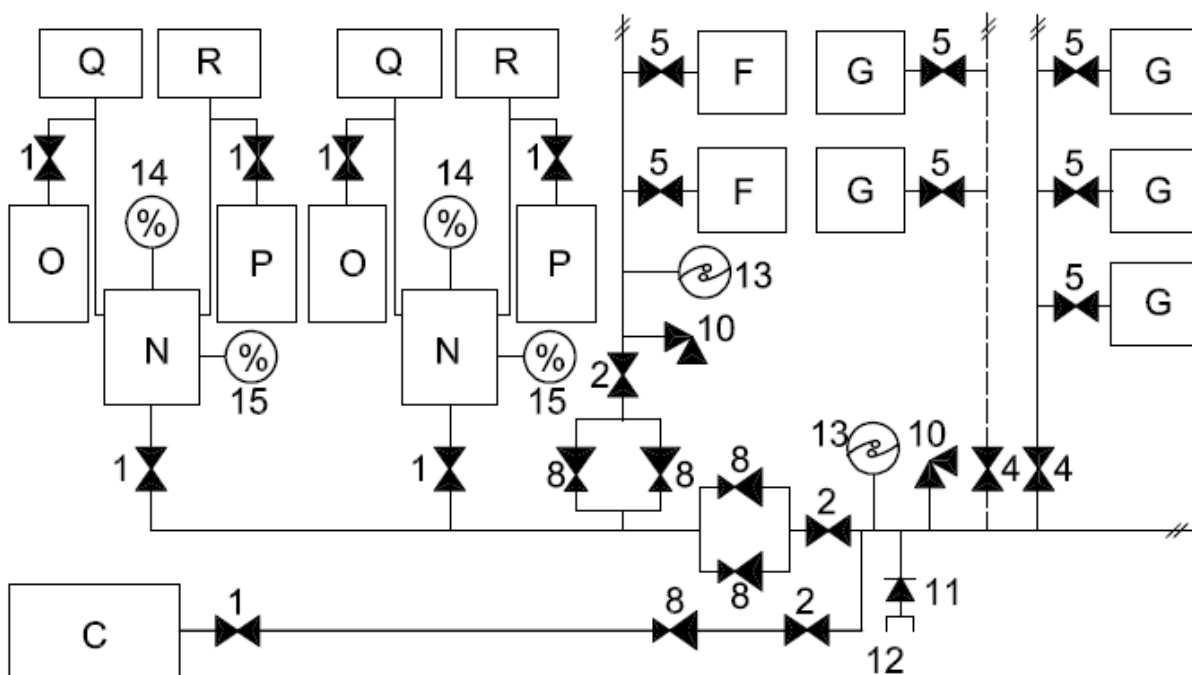 Q R Q R 5 F G 5 5 G
1 1 1 1
14 14 5 F G 5 5 G
% %
O P O P
13 5 G
N % N % 10
15 15 2
13 10
1 1 8 8 8 4 4
2
8 11
C 1 8 2 12